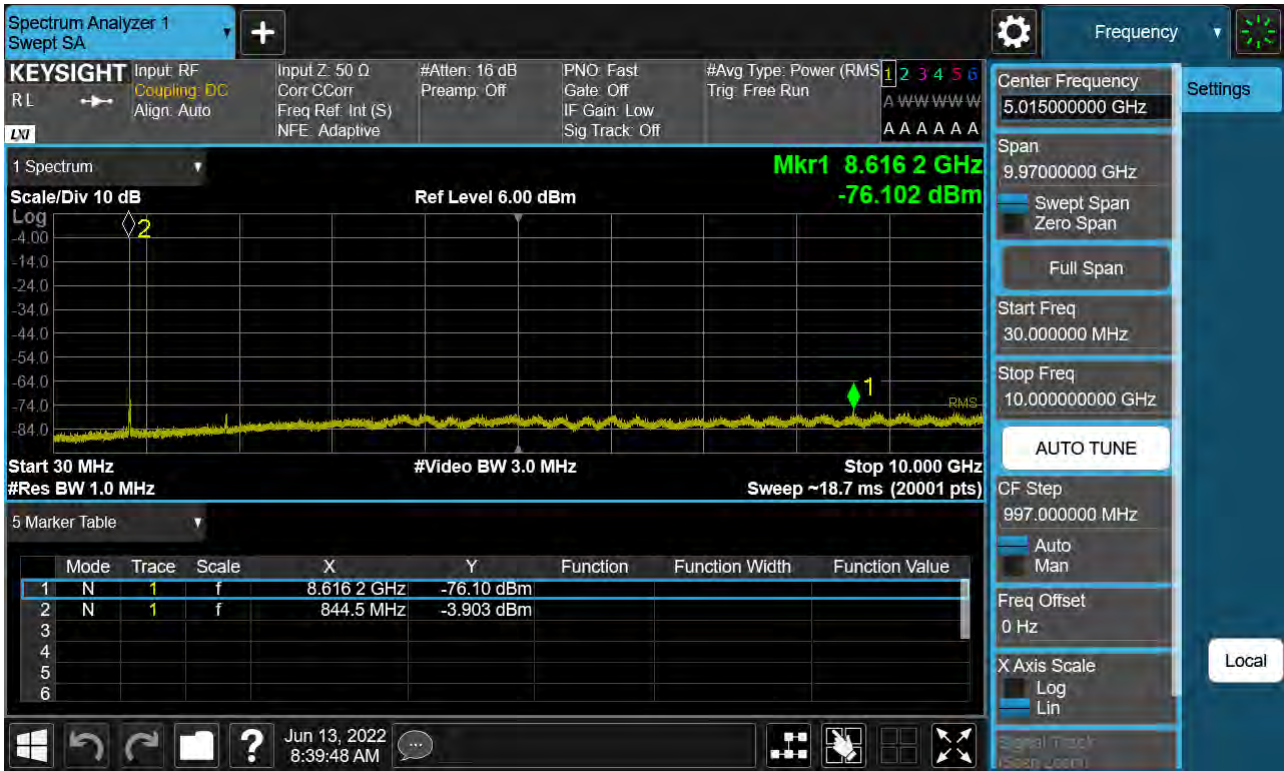 Spectrum Analyzer 1
Swept SA
Frequency
KEYSIGHT
RL
LXI
Input: RF
Coupling: DC
Align: Auto
Input Z: 50 Ω
Corr CCorr
Freq Ref: Int (S)
NFE: Adaptive
#Atten: 16 dB
Preamp: Off
PNO: Fast
Gate: Off
IF Gain: Low
Sig Track: Off
#Avg Type: Power (RMS
Trig: Free Run
1 2 3 4 5 6
A W W W W W
A A A A A A
1 Spectrum
Mkr1 8.616 2 GHz
Scale/Div 10 dB
Ref Level 6.00 dBm
-76.102 dBm
Log
2
-4.00
-14.0
-24.0
-34.0
-44.0
-54.0
-64.0
1
-74.0
RMS
-84.0
Start 30 MHz
#Video BW 3.0 MHz
Stop 10.000 GHz
#Res BW 1.0 MHz
Sweep ~18.7 ms (20001 pts)
5 Marker Table
Mode Trace Scale X Y Function Function Width Function Value
1 N 1 f 8.616 2 GHz -76.10 dBm
2 N 1 f 844.5 MHz -3.903 dBm
3
4
5
6
Jun 13, 2022
8:39:48 AM
?
Center Frequency
5.015000000 GHz
Settings
Span
9.97000000 GHz
Swept Span
Zero Span
Full Span
Start Freq
30.000000 MHz
Stop Freq
10.000000000 GHz
AUTO TUNE
CF Step
997.000000 MHz
Auto
Man
Freq Offset
0 Hz
X Axis Scale
Log
Lin
Signal Track
(Span Zoom)
Local